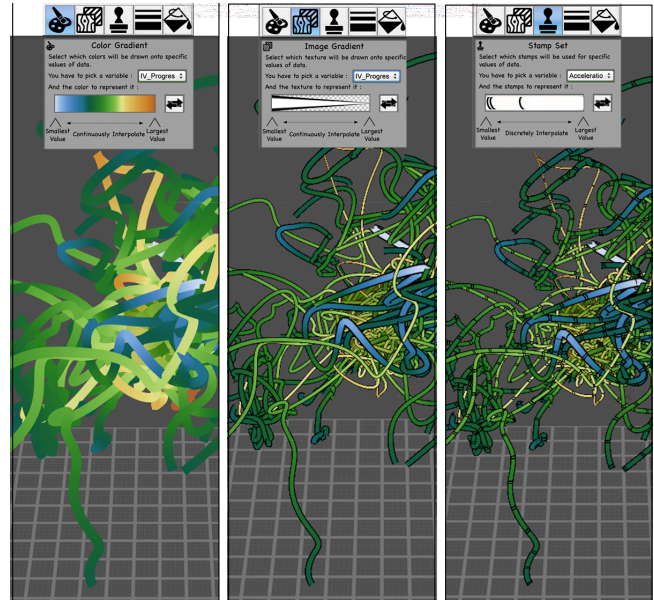 Color Gradient
Select which colors will be drawn onto specific
values of data.
You have to pick a variable : IV_Progres
And the color to represent it :
Smallest
Value
Continuously Interpolate
Largest
Value
Image Gradient
Select which texture will be drawn onto specific
values of data.
You have to pick a variable : IV_Progres
And the texture to represent it :
Smallest
Value
Continuously Interpolate
Largest
Value
Stamp Set
Select which stamps will be used for specific
values of data.
You have to pick a variable : Acceleratio
And the stamps to represent it :
Smallest
Value
Discretely Interpolate
Largest
Value